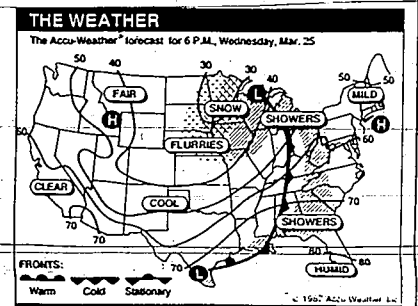 THE WEATHER
The Accu-Weather® forecast for 6 P.M., Wednesday, Mar. 25
50 40 30 30 40 50 50
FAIR MILD
H SNOW L SHOWERS H
60 FLURRIES 60
CLEAR COOL 70
SHOWERS
70 70 70 L 60 80
HUMID
FRONTS:
Warm Cold Stationary
Accu-Weather, Inc.